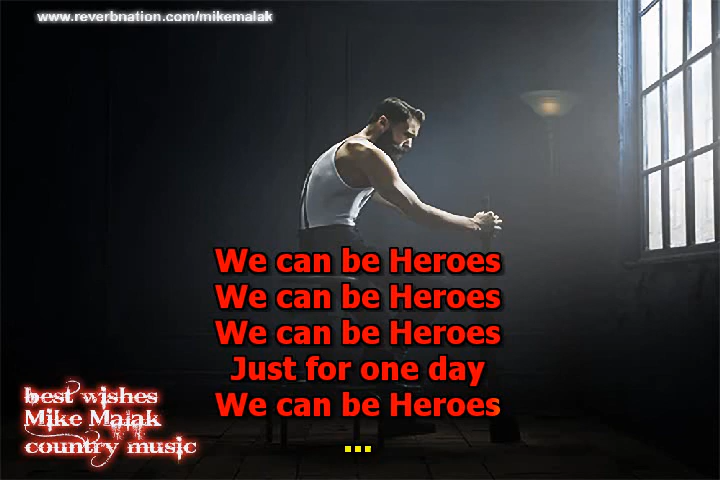 www.reverbnation.com/mikemalak
We can be Heroes
We can be Heroes
We can be Heroes
Just for one day
We can be Heroes
...
best wishes
Mike Malak
country music